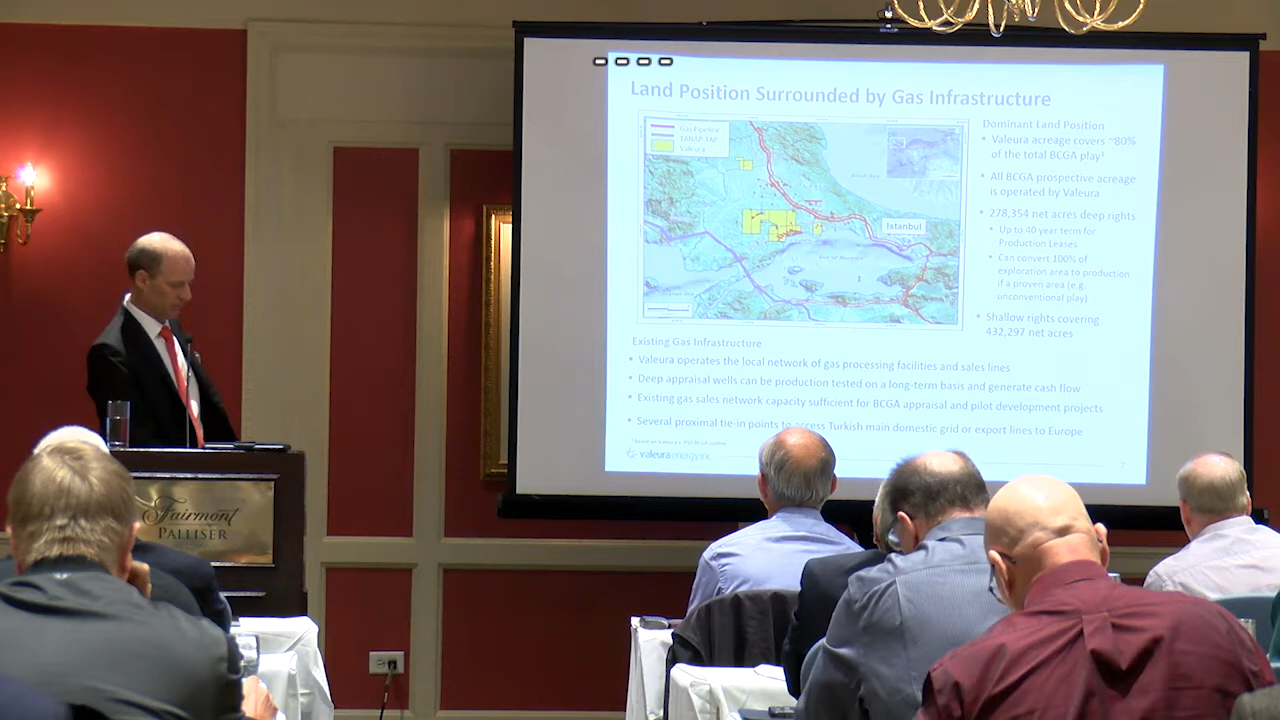 Land Position Surrounded by Gas Infrastructure
Gas Pipeline
TANAP-TAP
Valeura
Istanbul
Dominant Land Position
Valeura acreage covers ~80%
of the total BCGA play¹
All BCGA prospective acreage
is operated by Valeura
278,354 net acres deep rights
Up to 40 year term for
Production Leases
Can convert 100% of
exploration area to production
if a proven area (e.g.
unconventional play)
Shallow rights covering
432,297 net acres
Existing Gas Infrastructure
Valeura operates the local network of gas processing facilities and sales lines
Deep appraisal wells can be production tested on a long-term basis and generate cash flow
Existing gas sales network capacity sufficient for BCGA appraisal and pilot development projects
Several proximal tie-in points to access Turkish main domestic grid or export lines to Europe
valeura energy inc.
7
Fairmont
PALLISER